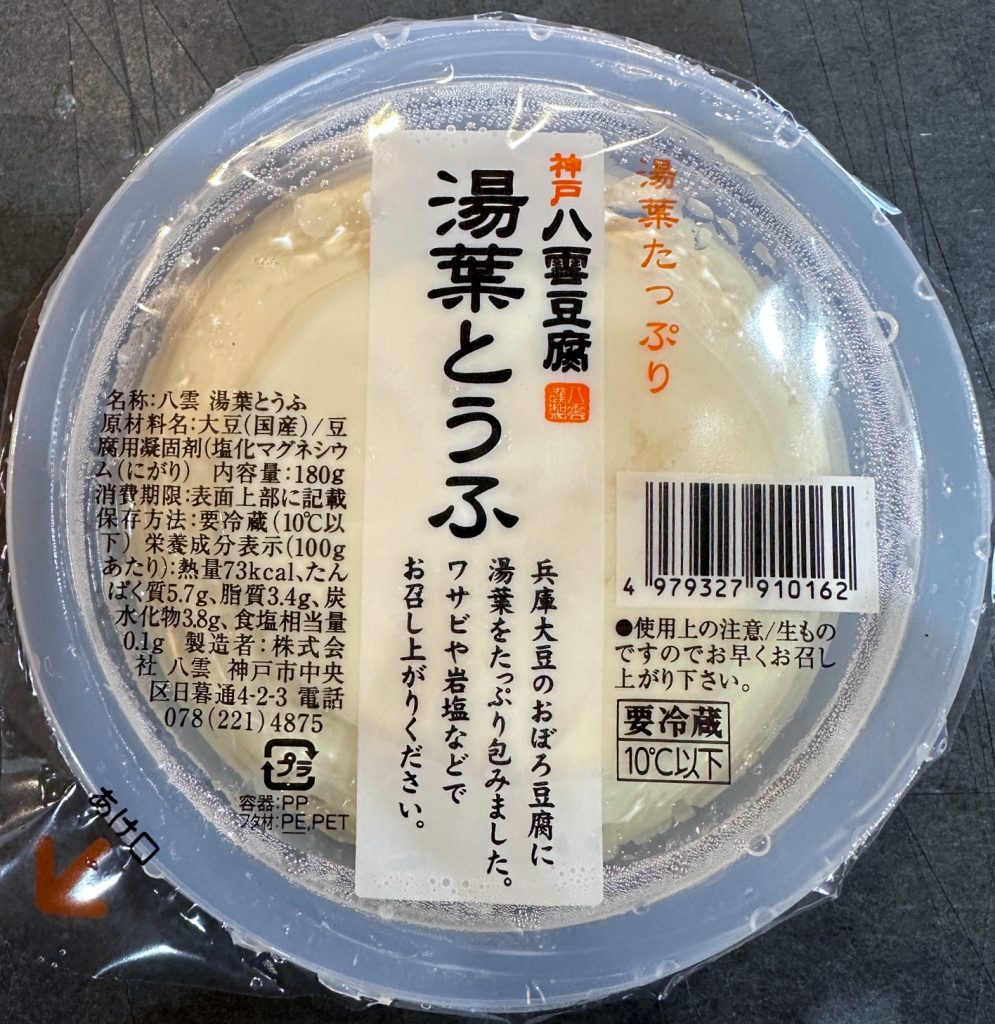 湯葉たっぷり
神戸八雲豆腐
八雲謹製
湯葉とうふ
兵庫大豆のおぼろ豆腐に
湯葉をたっぷり包みました。
ワサビや岩塩などで
お召し上がりください。
名称:八雲 湯葉とうふ
原材料名:大豆(国産)/豆
腐用凝固剤(塩化マグネシウ
ム(にがり) 内容量:180g
消費期限:表面上部に記載
保存方法:要冷蔵(10℃以
下) 栄養成分表示(100g
あたり):熱量73kcal、たん
ぱく質5.7g、脂質3.4g、炭
水化物3.8g、食塩相当量
0.1g 製造者:株式会
社 八雲 神戸市中央
区日暮通4-2-3 電話
078(221)4875
プラ
容器:PP
フタ材:PE,PET
4 979327 910162
●使用上の注意/生もの
ですのでお早くお召し
上がり下さい。
要冷蔵
10℃以下
あけ口